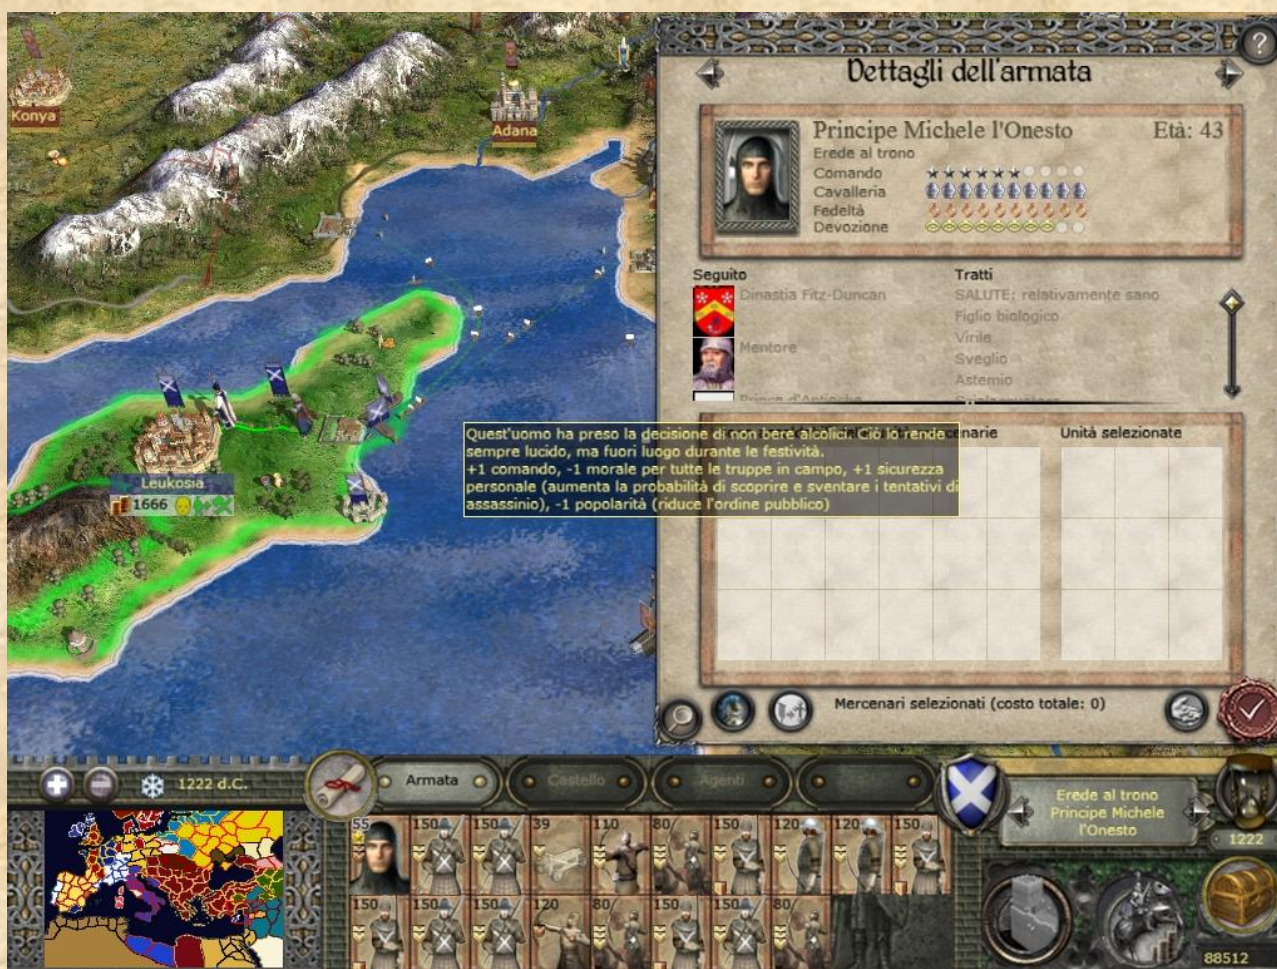 ?
Dettagli dell'armata
Konya
Adana
Principe Michele l'Onesto Età: 43
Erede al trono
Comando
Cavalleria
Fedeltà
Devozione
Seguito Tratti
Dinastia Fitz-Duncan SALUTE: relativamente sano
Figlio biologico
Mentore Virile
Sveglio
Astemio
Unità selezionate
Quest'uomo ha preso la decisione di non bere alcolici. Ciò lo rende
sempre lucido, ma fuori luogo durante le festività.
+1 comando, -1 morale per tutte le truppe in campo, +1 sicurezza
personale (aumenta la probabilità di scoprire e sventare i tentativi di
assassinio), -1 popolarità (riduce l'ordine pubblico)
Leukosia
1666
Mercenari selezionati (costo totale: 0)
1222 d.C. Armata Castello Agenti
Erede al trono
Principe Michele
l'Onesto
1222
55 150 150 39 110 80 150 120 120 150
150 150 150 120 80 150 150 80
88512